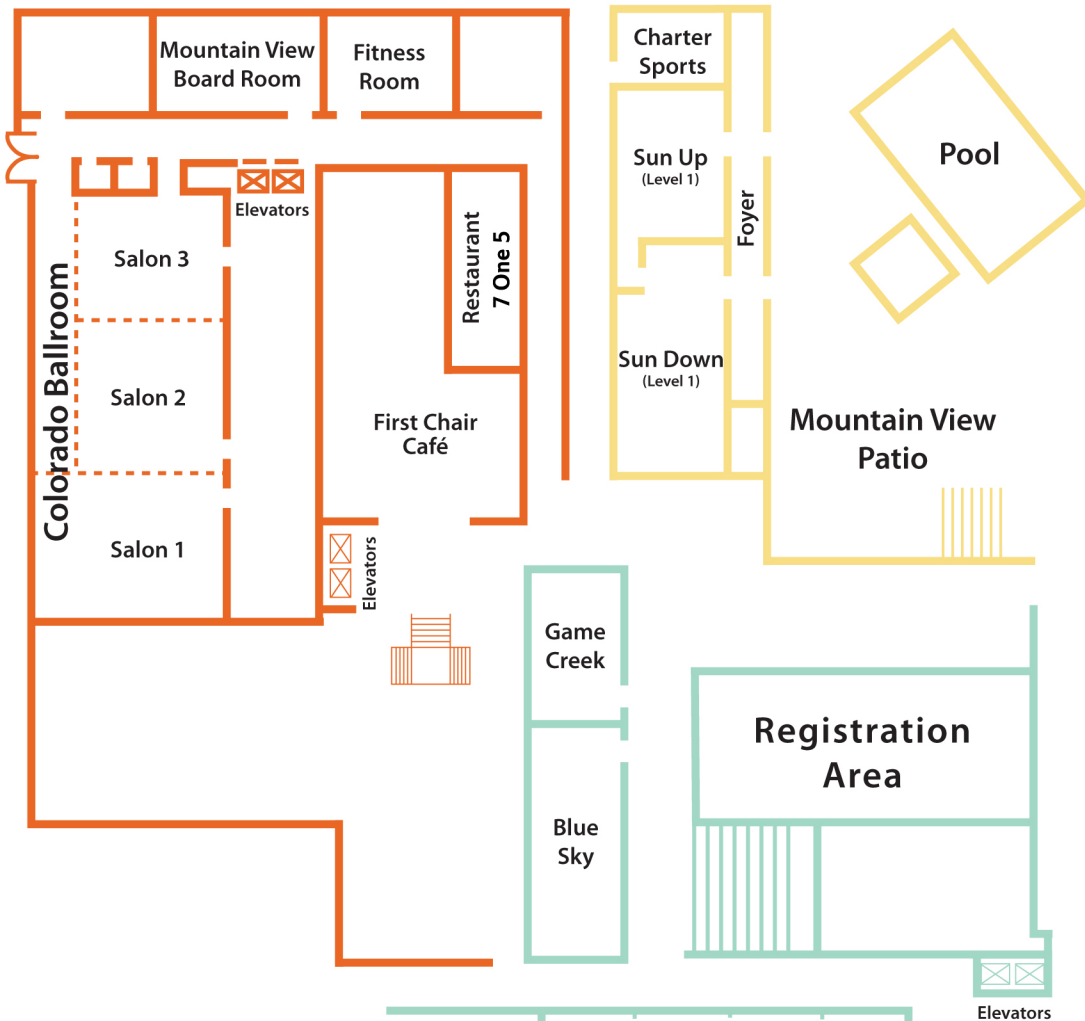 Mountain View
Board Room
Fitness
Room
Charter
Sports
Sun Up
(Level 1)
Foyer
Pool
Elevators
Colorado Ballroom
Salon 3
Salon 2
Salon 1
Restaurant
7 One 5
First Chair
Café
Elevators
Sun Down
(Level 1)
Mountain View
Patio
Game
Creek
Blue
Sky
Registration
Area
Elevators